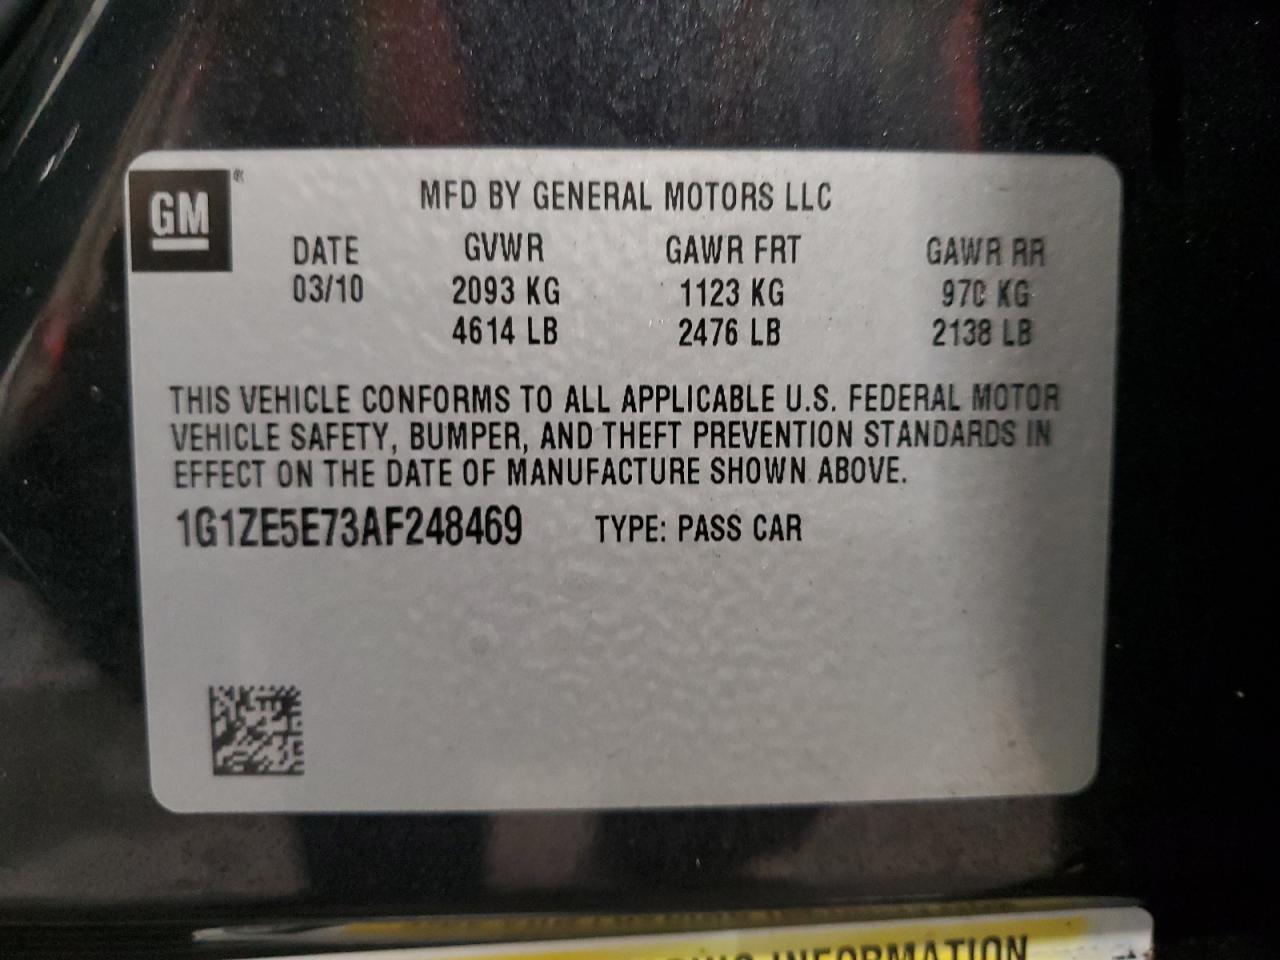 GM
MFD BY GENERAL MOTORS LLC
DATE GVWR GAWR FRT GAWR RR
03/10 2093 KG 1123 KG 970 KG
4614 LB 2476 LB 2138 LB
THIS VEHICLE CONFORMS TO ALL APPLICABLE U.S. FEDERAL MOTOR
VEHICLE SAFETY, BUMPER, AND THEFT PREVENTION STANDARDS IN
EFFECT ON THE DATE OF MANUFACTURE SHOWN ABOVE.
1G1ZE5E73AF248469 TYPE: PASS CAR
INFORMATION